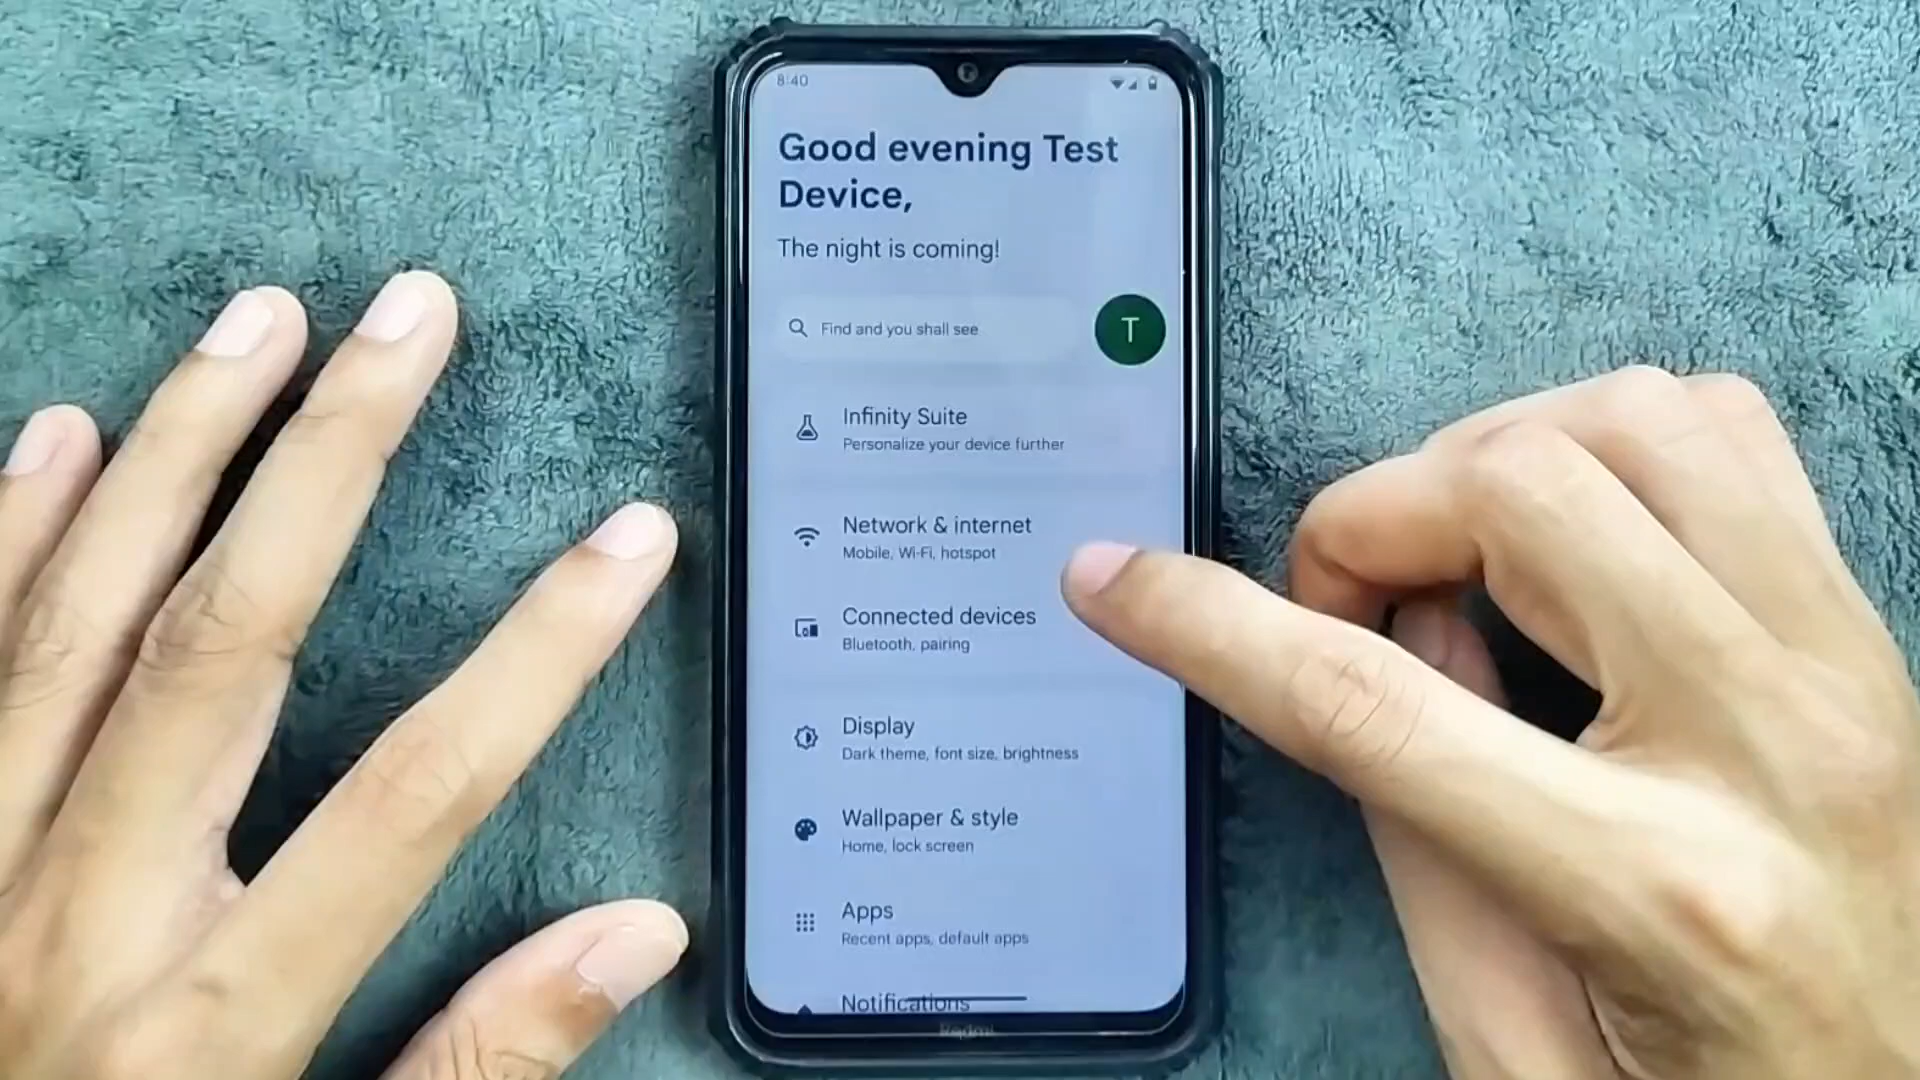 8:40
Good evening Test
Device,
The night is coming!
Find and you shall see
T
Infinity Suite
Personalize your device further
Network & internet
Mobile, Wi-Fi, hotspot
Connected devices
Bluetooth, pairing
Display
Dark theme, font size, brightness
Wallpaper & style
Home, lock screen
Apps
Recent apps, default apps
Notifications
Redmi